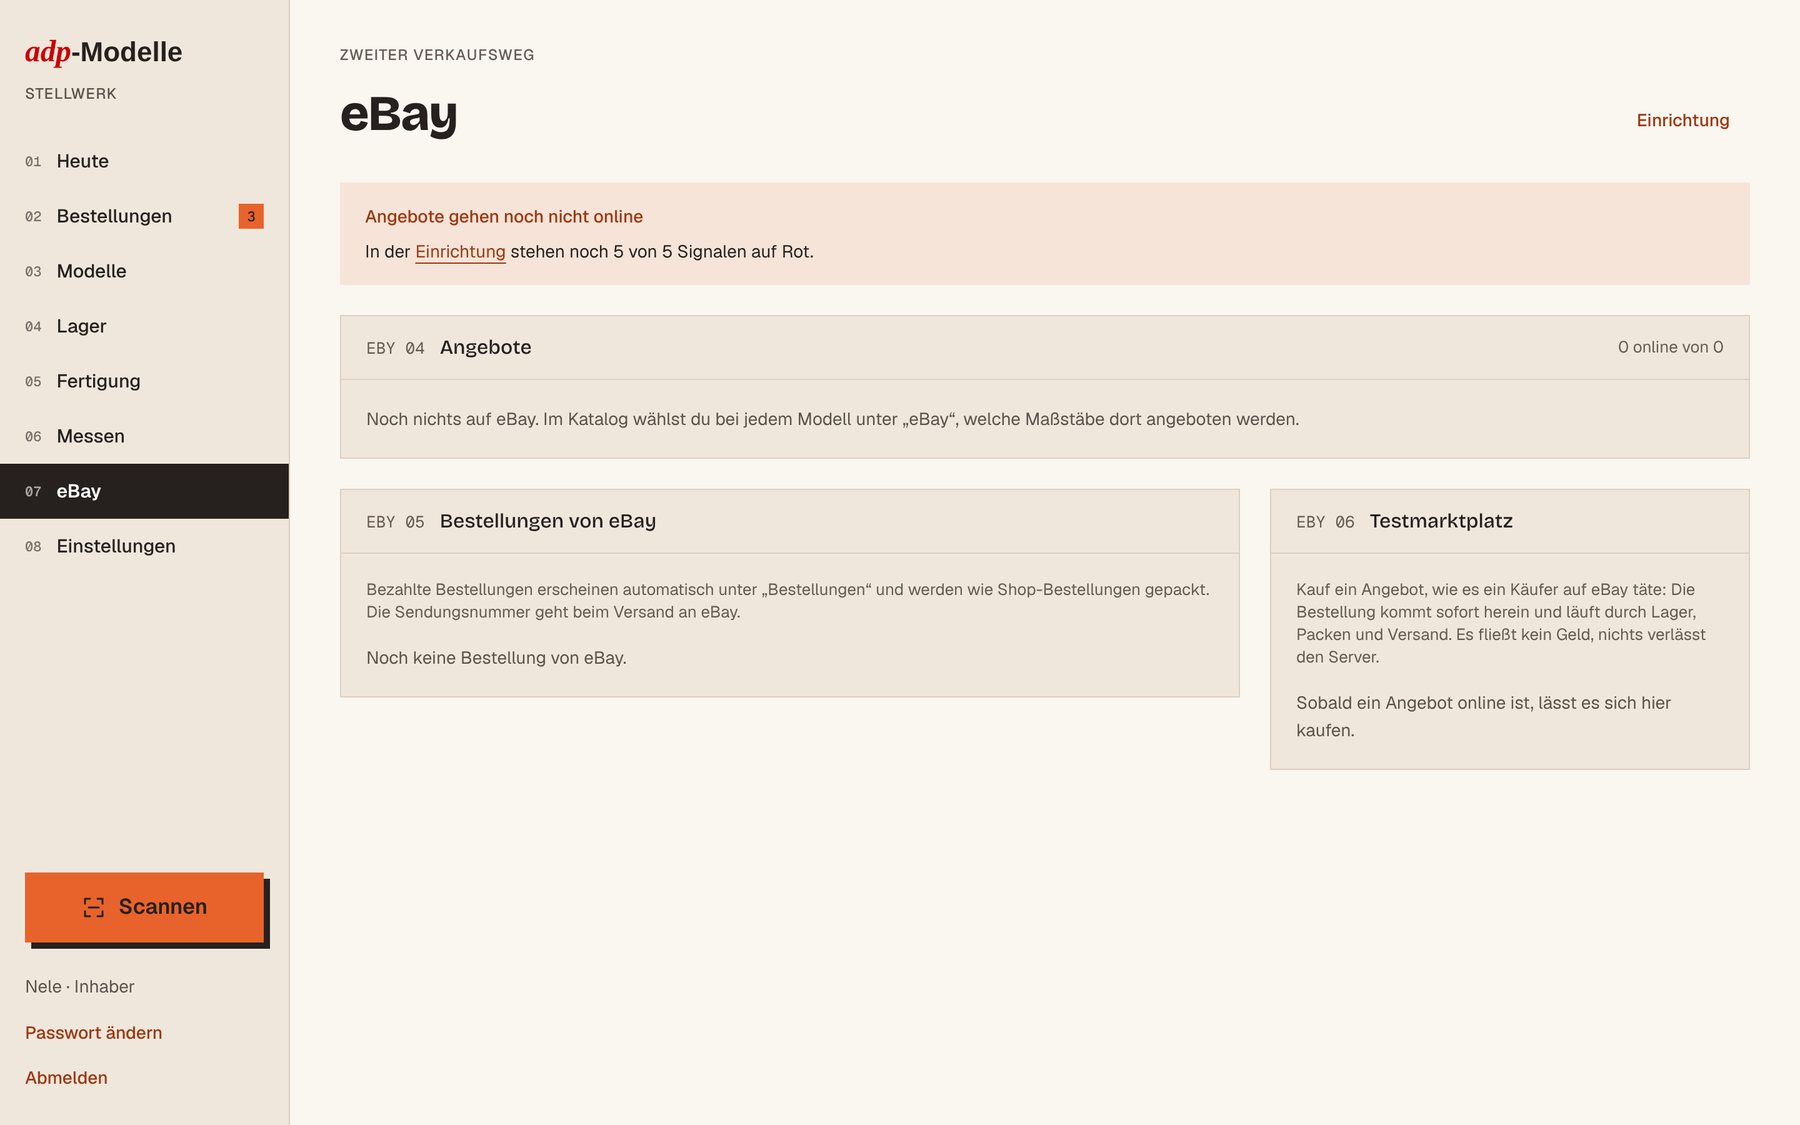 adp-Modelle
STELLWERK
01 Heute
02 Bestellungen 3
03 Modelle
04 Lager
05 Fertigung
06 Messen
07 eBay
08 Einstellungen
Scannen
Nele · Inhaber
Passwort ändern
Abmelden
ZWEITER VERKAUFSWEG
eBay
Einrichtung
Angebote gehen noch nicht online
In der Einrichtung stehen noch 5 von 5 Signalen auf Rot.
EBY 04 Angebote
0 online von 0
Noch nichts auf eBay. Im Katalog wählst du bei jedem Modell unter „eBay“, welche Maßstäbe dort angeboten werden.
EBY 05 Bestellungen von eBay
Bezahlte Bestellungen erscheinen automatisch unter „Bestellungen“ und werden wie Shop-Bestellungen gepackt.
Die Sendungsnummer geht beim Versand an eBay.
Noch keine Bestellung von eBay.
EBY 06 Testmarktplatz
Kauf ein Angebot, wie es ein Käufer auf eBay täte: Die
Bestellung kommt sofort herein und läuft durch Lager,
Packen und Versand. Es fließt kein Geld, nichts verlässt
den Server.
Sobald ein Angebot online ist, lässt es sich hier
kaufen.